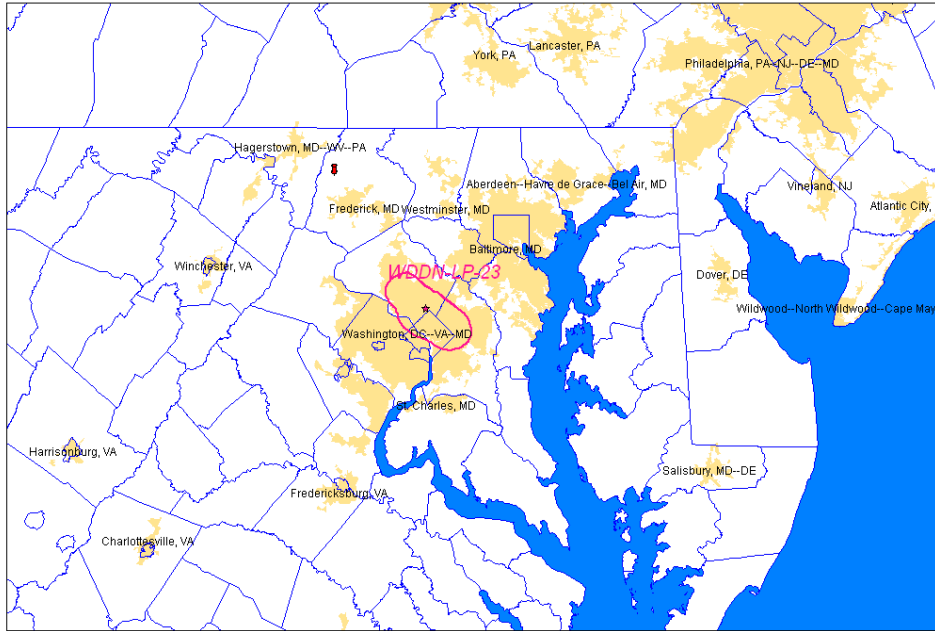 Lancaster, PA
York, PA
Philadelphia, PA--NJ--DE--MD
Hagerstown, MD--WV--PA
Aberdeen--Havre de Grace--Bel Air, MD
Vineland, NJ
Frederick, MD
Westminster, MD
Atlantic City,
Baltimore, MD
Winchester, VA
WDDN-LP-23
Dover, DE
Wildwood--North Wildwood--Cape May
Washington, DC--VA--MD
St. Charles, MD
Harrisonburg, VA
Salisbury, MD--DE
Fredericksburg, VA
Charlottesville, VA